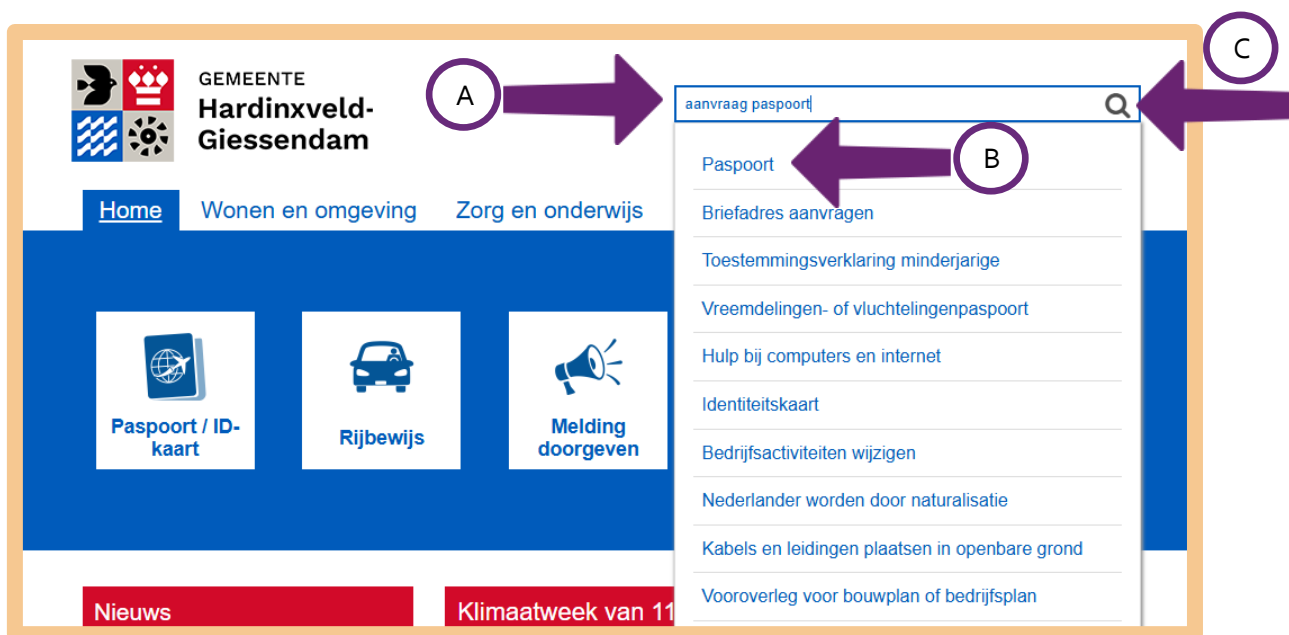 C
GEMEENTE
Hardinxveld-
Giessendam
A
aanvraag paspoort
Paspoort
B
Home Wonen en omgeving Zorg en onderwijs
Briefadres aanvragen
Toestemmingsverklaring minderjarige
Vreemdelingen- of vluchtelingenpaspoort
Hulp bij computers en internet
Identiteitskaart
Bedrijfsactiviteiten wijzigen
Nederlander worden door naturalisatie
Kabels en leidingen plaatsen in openbare grond
Vooroverleg voor bouwplan of bedrijfsplan
Paspoort / ID-
kaart
Rijbewijs
Melding
doorgeven
Nieuws
Klimaatweek van 11